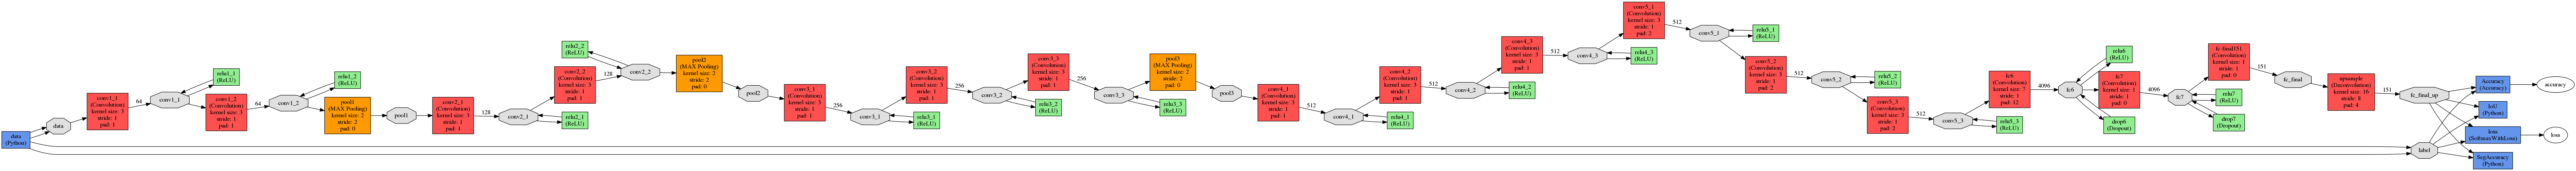 data
(Python)
data
conv1_1
(Convolution)
kernel size: 3
stride: 1
pad: 1
64
conv1_1
relu1_1
(ReLU)
conv1_2
(Convolution)
kernel size: 3
stride: 1
pad: 1
64
conv1_2
relu1_2
(ReLU)
pool1
(MAX Pooling)
kernel size: 2
stride: 2
pad: 0
pool1
conv2_1
(Convolution)
kernel size: 3
stride: 1
pad: 1
128
conv2_1
relu2_1
(ReLU)
conv2_2
(Convolution)
kernel size: 3
stride: 1
pad: 1
128
relu2_2
(ReLU)
conv2_2
pool2
(MAX Pooling)
kernel size: 2
stride: 2
pad: 0
pool2
conv3_1
(Convolution)
kernel size: 3
stride: 1
pad: 1
256
conv3_1
relu3_1
(ReLU)
conv3_2
(Convolution)
kernel size: 3
stride: 1
pad: 1
256
conv3_2
relu3_2
(ReLU)
conv3_3
(Convolution)
kernel size: 3
stride: 1
pad: 1
256
conv3_3
relu3_3
(ReLU)
pool3
(MAX Pooling)
kernel size: 2
stride: 2
pad: 0
pool3
conv4_1
(Convolution)
kernel size: 3
stride: 1
pad: 1
512
conv4_1
relu4_1
(ReLU)
conv4_2
(Convolution)
kernel size: 3
stride: 1
pad: 1
512
conv4_2
relu4_2
(ReLU)
conv4_3
(Convolution)
kernel size: 3
stride: 1
pad: 1
512
conv4_3
relu4_3
(ReLU)
conv5_1
(Convolution)
kernel size: 3
stride: 1
pad: 2
512
conv5_1
relu5_1
(ReLU)
conv5_2
(Convolution)
kernel size: 3
stride: 1
pad: 2
512
conv5_2
relu5_2
(ReLU)
conv5_3
(Convolution)
kernel size: 3
stride: 1
pad: 2
512
conv5_3
relu5_3
(ReLU)
fc6
(Convolution)
kernel size: 7
stride: 1
pad: 12
4096
fc6
relu6
(ReLU)
drop6
(Dropout)
fc7
(Convolution)
kernel size: 1
stride: 1
pad: 0
4096
fc7
relu7
(ReLU)
drop7
(Dropout)
fc-final151
(Convolution)
kernel size: 1
stride: 1
pad: 0
151
fc_final
upsample
(Deconvolution)
kernel size: 16
stride: 8
pad: 4
151
fc_final_up
label
Accuracy
(Accuracy)
accuracy
IoU
(Python)
loss
(SoftmaxWithLoss)
loss
SegAccuracy
(Python)